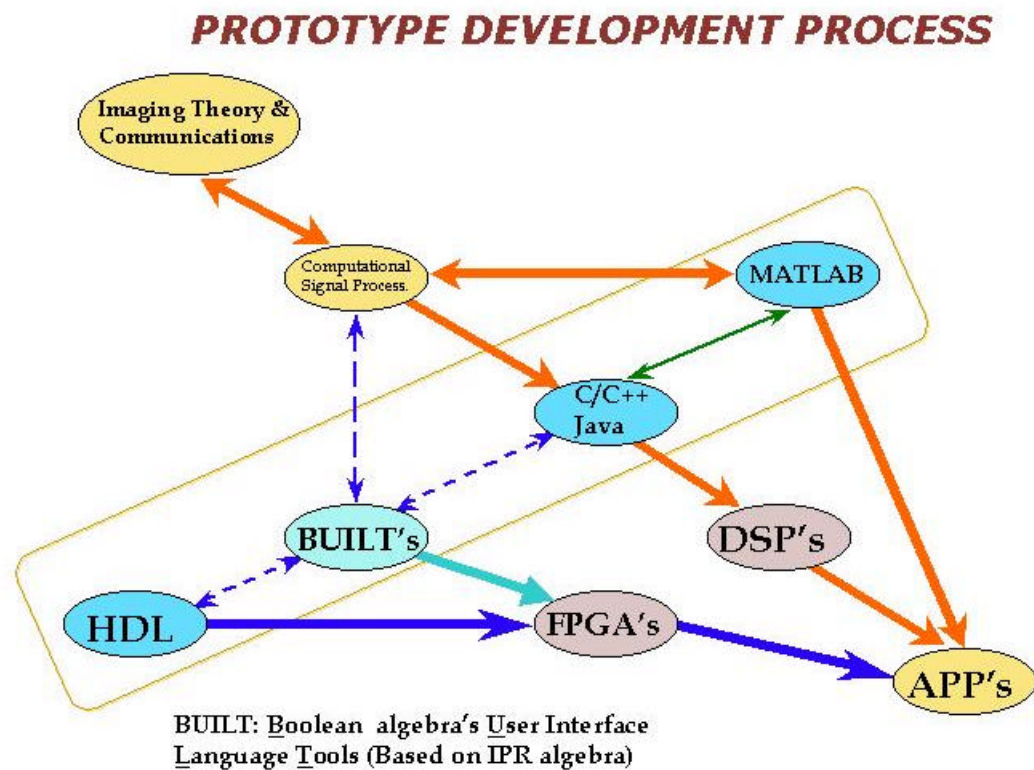 PROTOTYPE DEVELOPMENT PROCESS
Imaging Theory &
Communications
Computational
Signal Process.
MATLAB
C/C++
Java
BUILT's
DSP's
HDL
FPGA's
APP's
BUILT: Boolean algebra's User Interface
Language Tools (Based on IPR algebra)